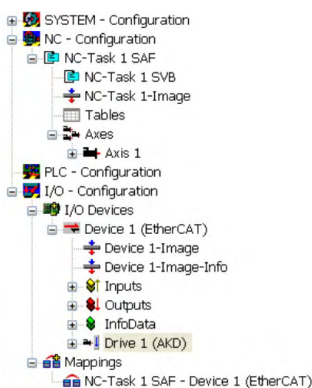 SYSTEM - Configuration
NC - Configuration
NC-Task 1 SAF
NC-Task 1 SVB
NC-Task 1-Image
Tables
Axes
Axis 1
PLC - Configuration
I/O - Configuration
I/O Devices
Device 1 (EtherCAT)
Device 1-Image
Device 1-Image-Info
Inputs
Outputs
InfoData
Drive 1 (AKD)
Mappings
NC-Task 1 SAF - Device 1 (EtherCAT)